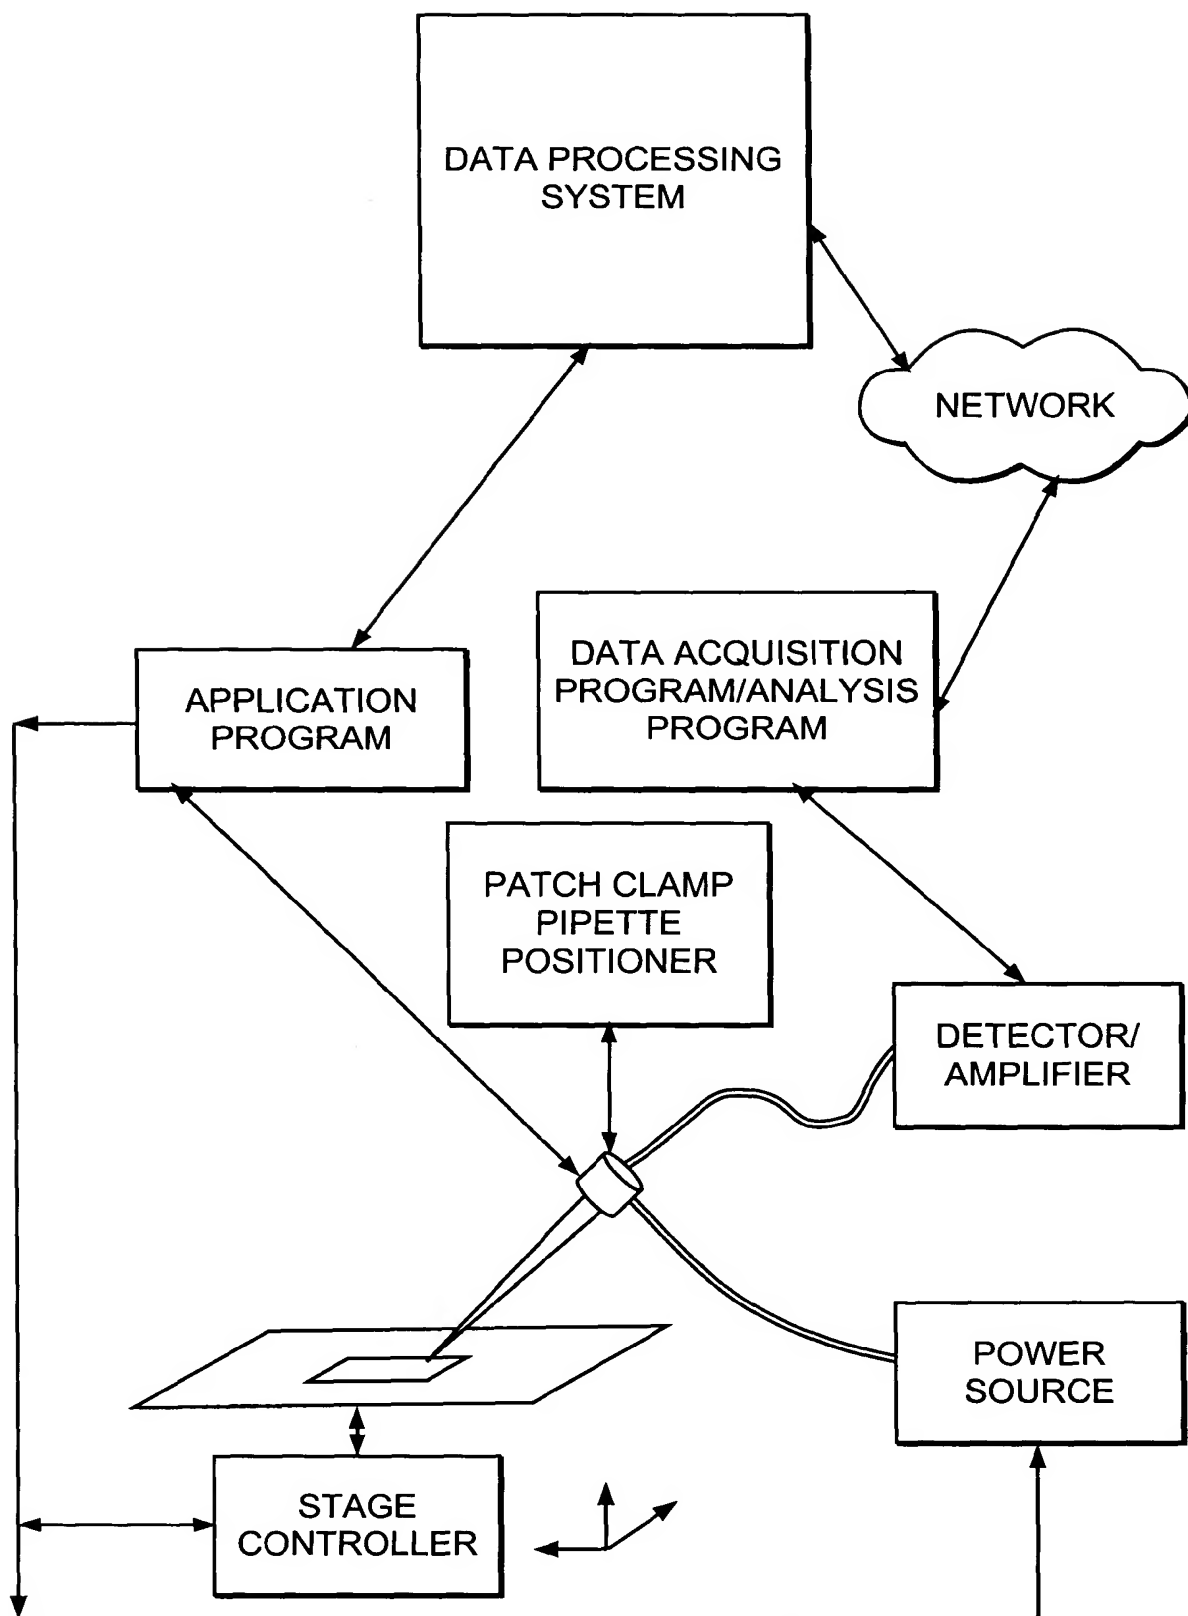 DATA PROCESSING
SYSTEM
NETWORK
DATA ACQUISITION
PROGRAM/ANALYSIS
PROGRAM
APPLICATION
PROGRAM
PATCH CLAMP
PIPETTE
POSITIONER
DETECTOR/
AMPLIFIER
POWER
SOURCE
STAGE
CONTROLLER